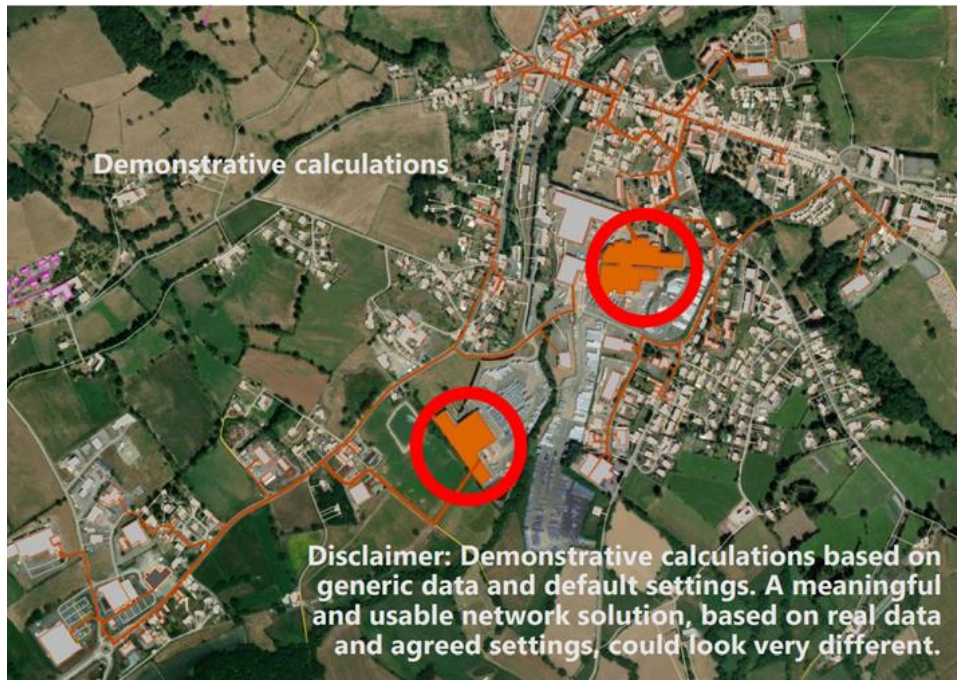 Demonstrative calculations
Disclaimer: Demonstrative calculations based on
generic data and default settings. A meaningful
and usable network solution, based on real data
and agreed settings, could look very different.